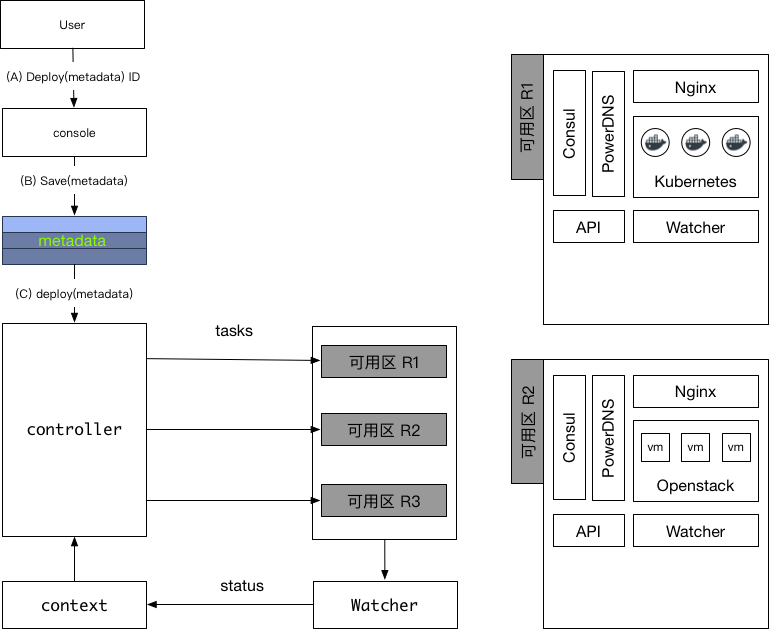 User
(A) Deploy(metadata) ID
console
(B) Save(metadata)
metadata
(C) deploy(metadata)
controller
tasks
可用区 R1
可用区 R2
可用区 R3
context
status
Watcher
可用区 R1
Consul
PowerDNS
Nginx
Kubernetes
API
Watcher
可用区 R2
Consul
PowerDNS
Nginx
vm vm vm
Openstack
API
Watcher